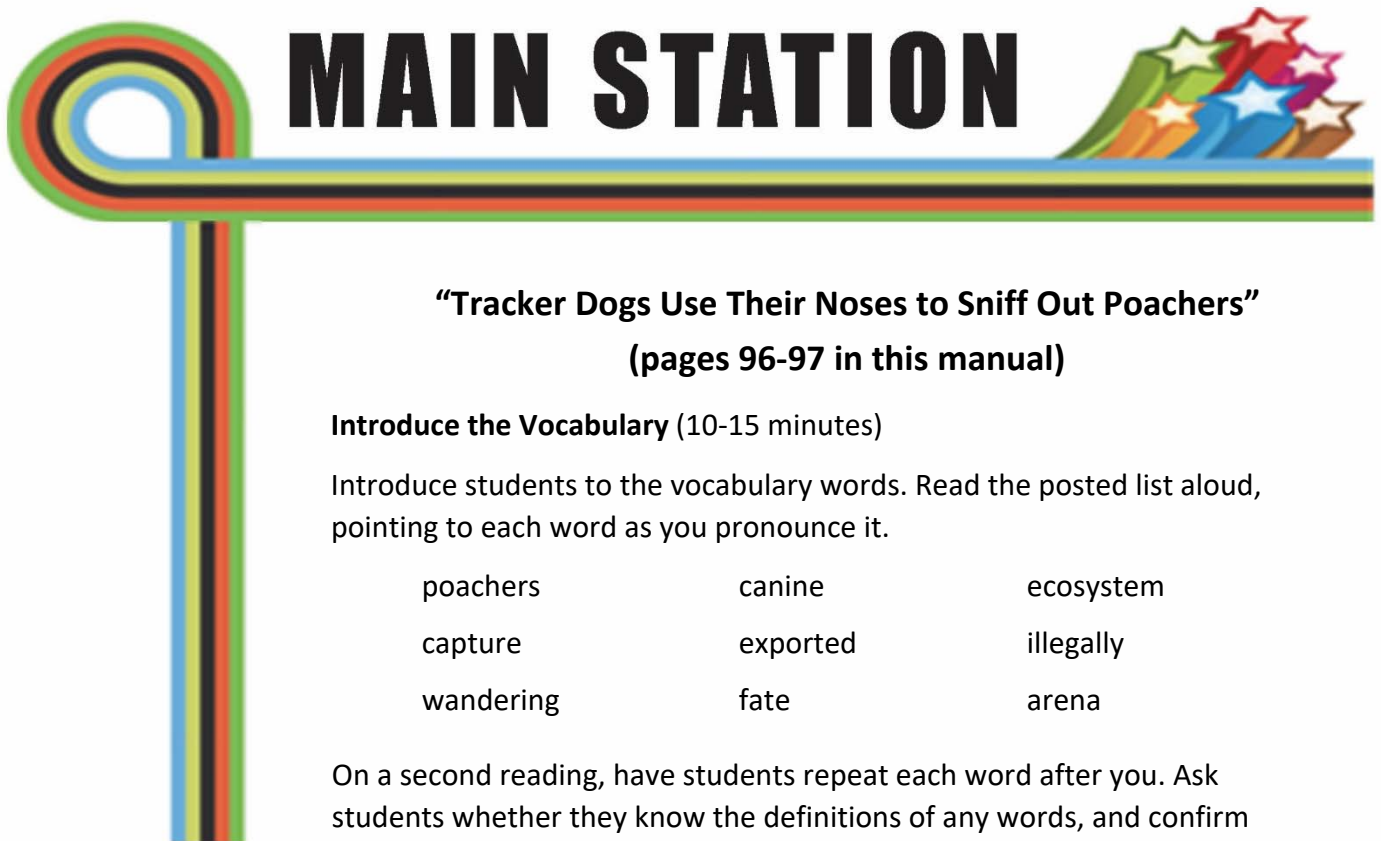 MAIN STATION
“Tracker Dogs Use Their Noses to Sniff Out Poachers”
(pages 96-97 in this manual)
Introduce the Vocabulary (10-15 minutes)
Introduce students to the vocabulary words. Read the posted list aloud,
pointing to each word as you pronounce it.
poachers canine ecosystem
capture exported illegally
wandering fate arena
On a second reading, have students repeat each word after you. Ask
students whether they know the definitions of any words, and confirm